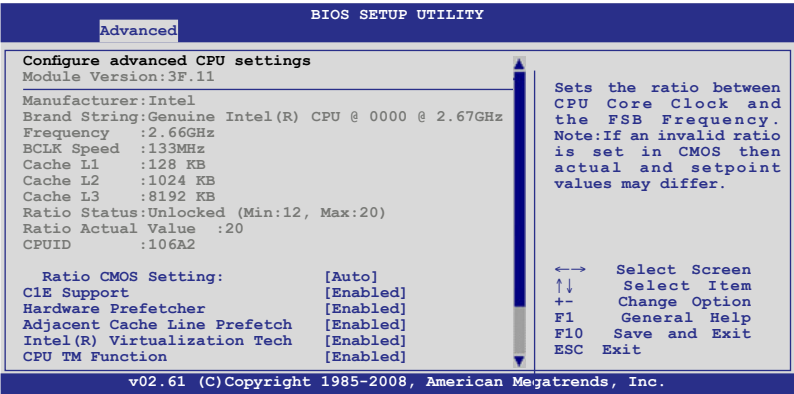 BIOS SETUP UTILITY
Advanced
Configure advanced CPU settings
Module Version:3F.11
Manufacturer:Intel
Brand String:Genuine Intel(R) CPU @ 0000 @ 2.67GHz
Frequency :2.66GHz
BCLK Speed :133MHz
Cache L1 :128 KB
Cache L2 :1024 KB
Cache L3 :8192 KB
Ratio Status:Unlocked (Min:12, Max:20)
Ratio Actual Value :20
CPUID :106A2
Ratio CMOS Setting: [Auto]
C1E Support [Enabled]
Hardware Prefetcher [Enabled]
Adjacent Cache Line Prefetch [Enabled]
Intel(R) Virtualization Tech [Enabled]
CPU TM Function [Enabled]
Sets the ratio between
CPU Core Clock and
the FSB Frequency.
Note:If an invalid ratio
is set in CMOS then
actual and setpoint
values may differ.
←→ Select Screen
↑↓ Select Item
+- Change Option
F1 General Help
F10 Save and Exit
ESC Exit
v02.61 (C)Copyright 1985-2008, American Megatrends, Inc.